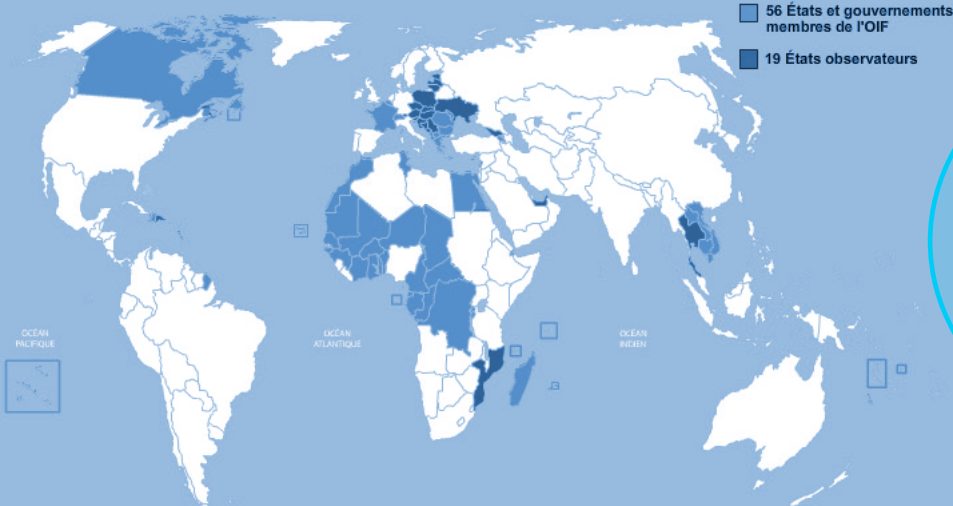 56 États et gouvernements
membres de l'OIF
19 États observateurs
OCÉAN
PACIFIQUE
OCÉAN
ATLANTIQUE
OCÉAN
INDIEN